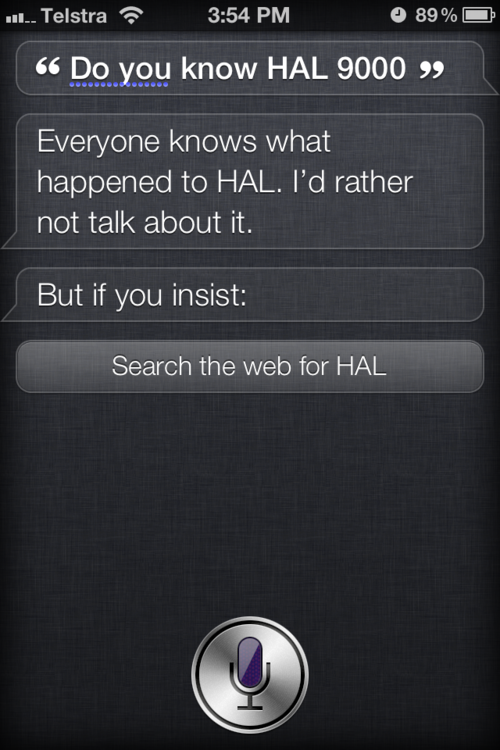 Telstra 3:54 PM 89%
“ Do you know HAL 9000 ”
Everyone knows what
happened to HAL. I’d rather
not talk about it.
But if you insist:
Search the web for HAL